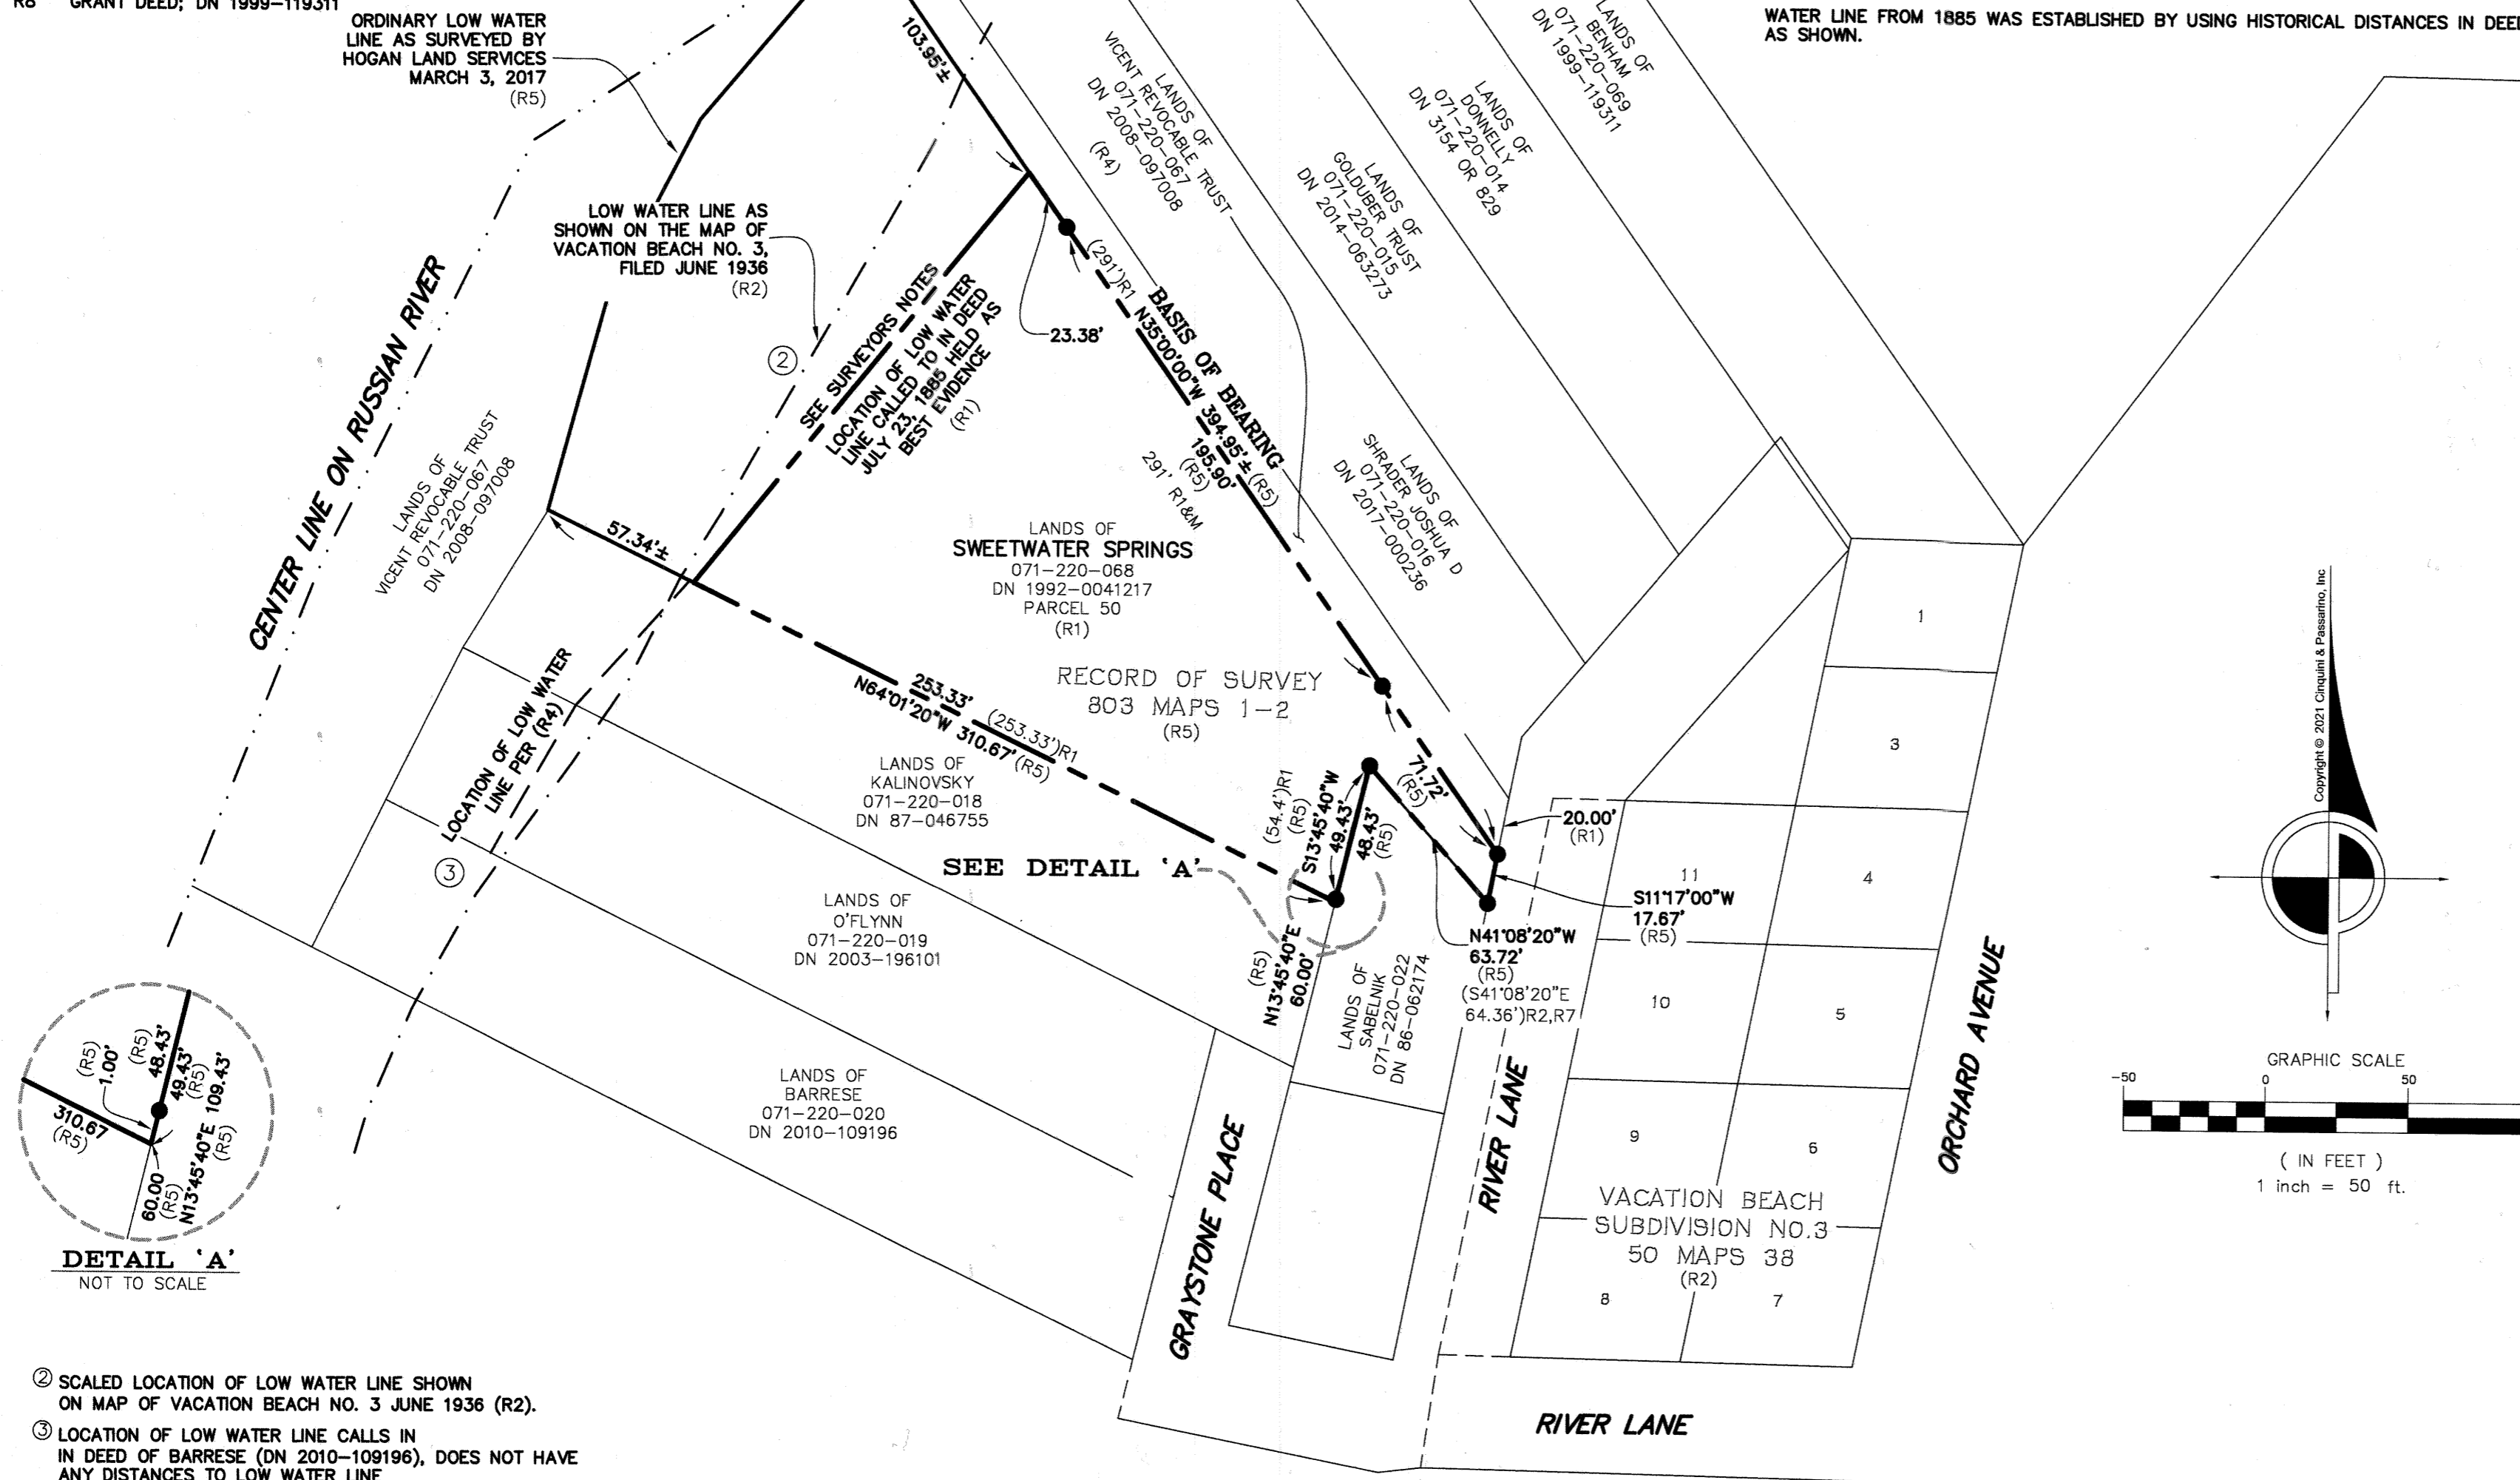 R8 GRANT DEED; DN 1999-119311
ORDINARY LOW WATER
LINE AS SURVEYED BY
HOGAN LAND SERVICES
MARCH 3, 2017
(R5)
WATER LINE FROM 1885 WAS ESTABLISHED BY USING HISTORICAL DISTANCES IN DEED
AS SHOWN.
103.95'±
LANDS OF
VICENT REVOCABLE TRUST
071-220-067
DN 2008-097008
(R4)
LANDS OF
GOLDUBER TRUST
071-220-015
DN 2014-063273
LANDS OF
DONNELLY
071-220-014
DN 3154 OR 829
LANDS OF
BENHAM
071-220-069
DN 1999-119311
LOW WATER LINE AS
SHOWN ON THE MAP OF
VACATION BEACH NO. 3,
FILED JUNE 1936
(R2)
2
CENTER LINE ON RUSSIAN RIVER
SEE SURVEYORS NOTES
LOCATION OF LOW WATER
LINE CALLED TO IN DEED
JULY 23, 1885 HELD AS
BEST EVIDENCE
(R1)
23.38'
(291')R1
BASIS OF BEARING
N35°00'00"W 394.95'± (R5)
195.90'
(R5)
291' R1&M
LANDS OF
SHRADER JOSHUA D
071-220-016
DN 2017-000236
LANDS OF
VICENT REVOCABLE TRUST
071-220-067
DN 2008-097008
57.34'±
LANDS OF
SWEETWATER SPRINGS
071-220-068
DN 1992-0041217
PARCEL 50
(R1)
RECORD OF SURVEY
803 MAPS 1-2
(R5)
253.33'
(253.33')R1
N64°01'20"W 310.67' (R5)
LOCATION OF LOW WATER
LINE PER (R4)
3
LANDS OF
KALINOVSKY
071-220-018
DN 87-046755
SEE DETAIL 'A'
LANDS OF
O'FLYNN
071-220-019
DN 2003-196101
LANDS OF
BARRESE
071-220-020
DN 2010-109196
(54.4')R1
(R5)
S13°45'40"W
49.43'
48.43'
(R5)
71.72'
(R5)
20.00'
(R1)
S11°17'00"W
17.67'
(R5)
N41°08'20"W
63.72'
(R5)
(S41°08'20"E
64.36')R2,R7
(R5)
N13°45'40"E
60.00'
LANDS OF
SABELNIK
071-220-022
DN 86-062174
1
3
11
4
10
5
9
6
8
7
VACATION BEACH
SUBDIVISION NO.3
50 MAPS 38
(R2)
GRAYSTONE PLACE
RIVER LANE
ORCHARD AVENUE
RIVER LANE
Copyright © 2021 Cinquini & Passarino, Inc
GRAPHIC SCALE
-50 0 50
( IN FEET )
1 inch = 50 ft.
(R5)
1.00'
(R5)
48.43'
49.43'
(R5)
310.67
(R5)
N13°45'40"E 109.43'
(R5)
60.00
(R5)
DETAIL 'A'
NOT TO SCALE
2 SCALED LOCATION OF LOW WATER LINE SHOWN
ON MAP OF VACATION BEACH NO. 3 JUNE 1936 (R2).
3 LOCATION OF LOW WATER LINE CALLS IN
IN DEED OF BARRESE (DN 2010-109196), DOES NOT HAVE
ANY DISTANCES TO LOW WATER LINE